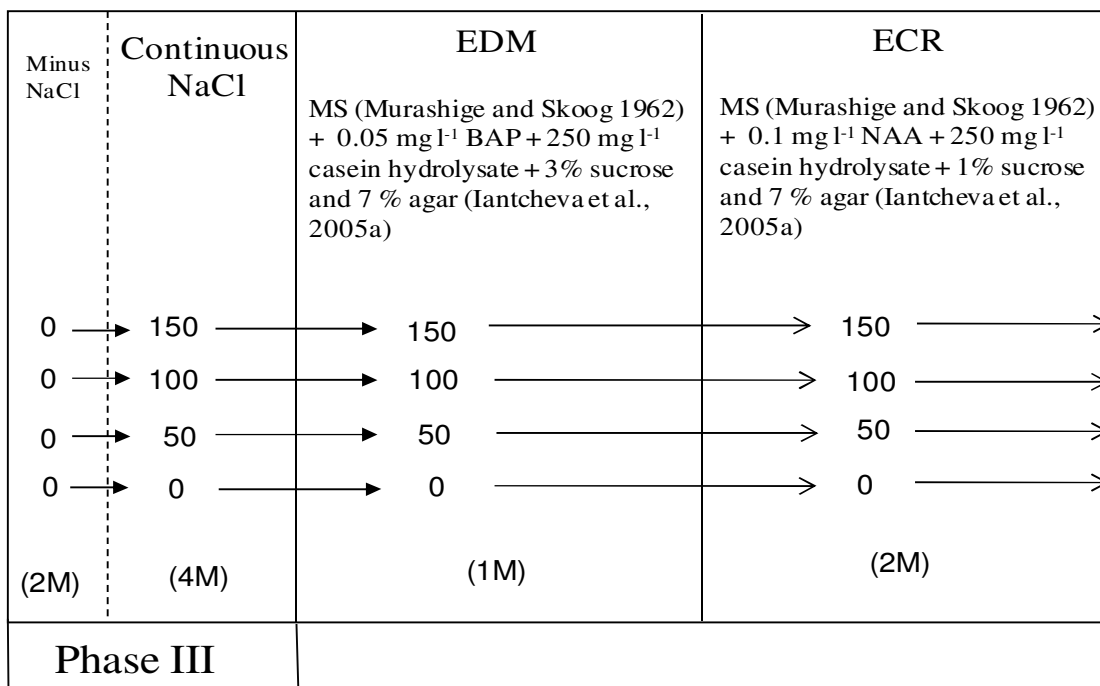 Minus
NaCl
Continuous
NaCl
EDM
MS (Murashige and Skoog 1962)
+ 0.05 mg l-1 BAP + 250 mg l-1
casein hydrolysate + 3% sucrose
and 7 % agar (Iantcheva et al.,
2005a)
ECR
MS (Murashige and Skoog 1962)
+ 0.1 mg l-1 NAA + 250 mg l-1
casein hydrolysate + 1% sucrose
and 7 % agar (Iantcheva et al.,
2005a)
0 150 150 150
0 100 100 100
0 50 50 50
0 0 0 0
(2M) (4M) (1M) (2M)
Phase III